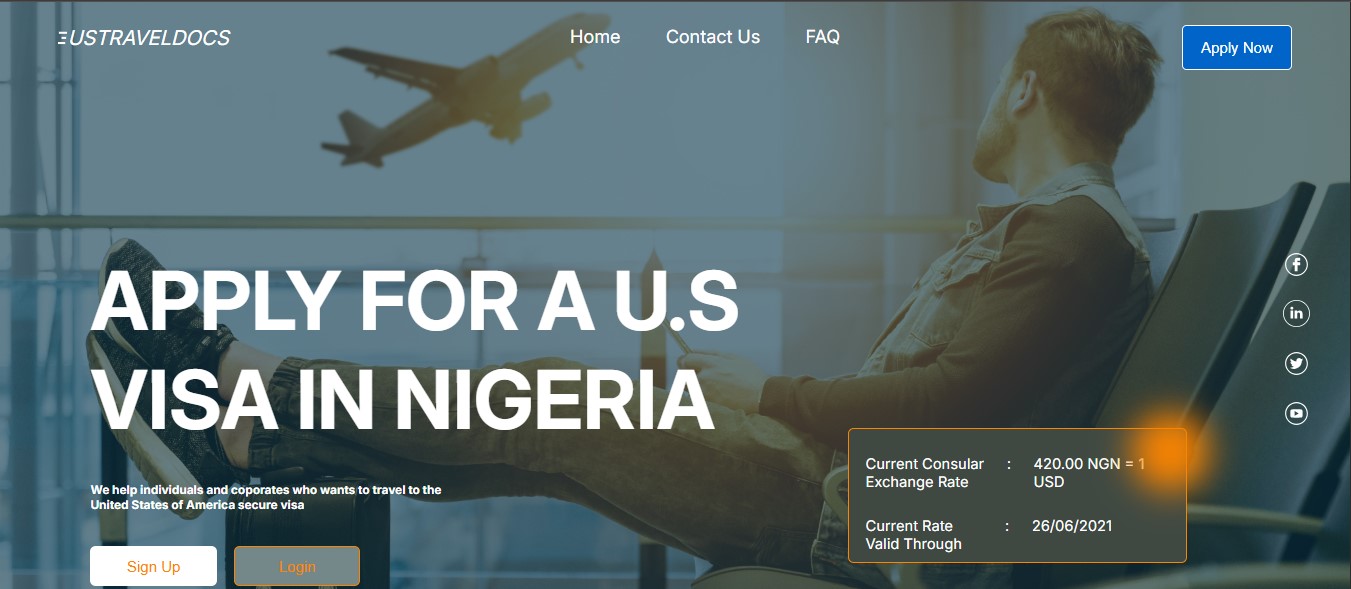 USTRAVELDOCS
Home
Contact Us
FAQ
Apply Now
APPLY FOR A U.S
VISA IN NIGERIA
We help individuals and coporates who wants to travel to the
United States of America secure visa
Sign Up
Login
Current Consular : 420.00 NGN = 1
Exchange Rate USD
Current Rate : 26/06/2021
Valid Through